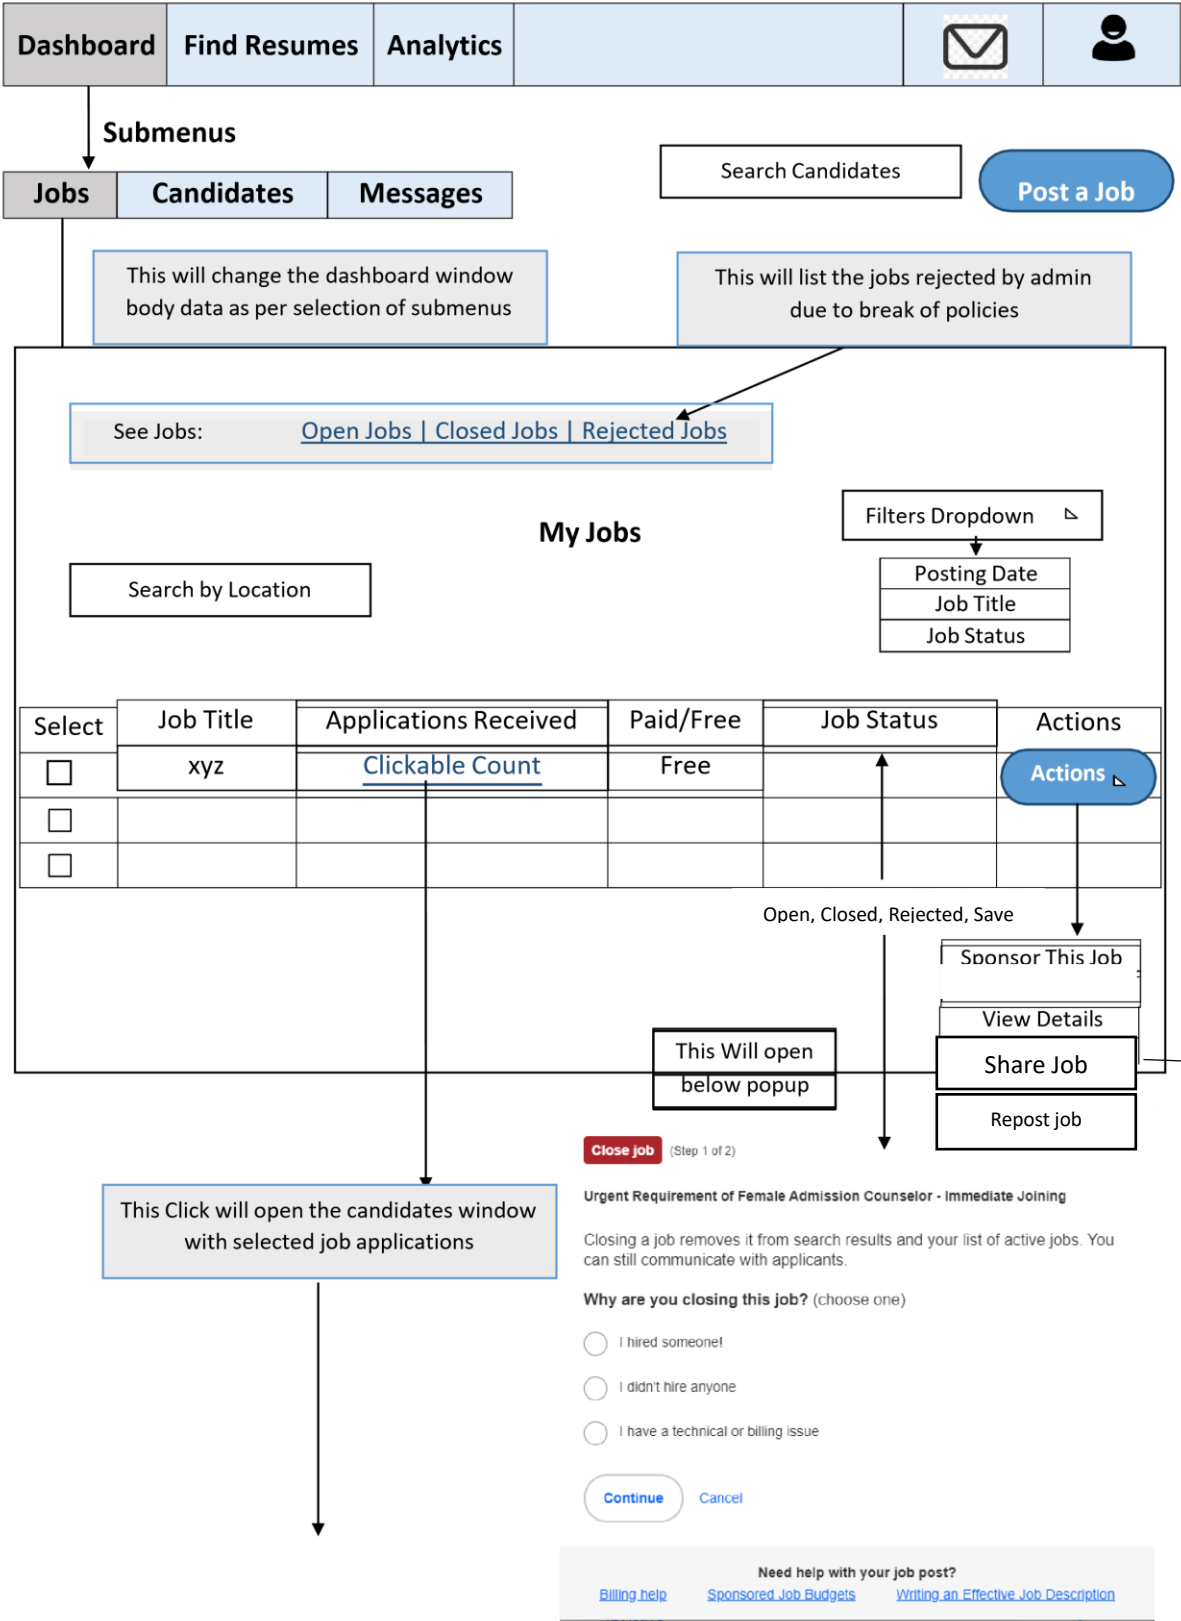 Dashboard
Find Resumes
Analytics
Submenus
Jobs
Candidates
Messages
Search Candidates
Post a Job
This will change the dashboard window
body data as per selection of submenus
This will list the jobs rejected by admin
due to break of policies
See Jobs:
Open Jobs | Closed Jobs | Rejected Jobs
Filters Dropdown
My Jobs
Posting Date
Job Title
Job Status
Search by Location
Select
Job Title
Applications Received
Paid/Free
Job Status
Actions
xyz
Clickable Count
Free
Actions
Open, Closed, Rejected, Save
Sponsor This Job
View Details
Share Job
Repost job
This Will open
below popup
Close job (Step 1 of 2)
Urgent Requirement of Female Admission Counselor - Immediate Joining
Closing a job removes it from search results and your list of active jobs. You
can still communicate with applicants.
Why are you closing this job? (choose one)
I hired someone!
I didn't hire anyone
I have a technical or billing issue
Continue
Cancel
This Click will open the candidates window
with selected job applications
Need help with your job post?
Billing help
Sponsored Job Budgets
Writing an Effective Job Description